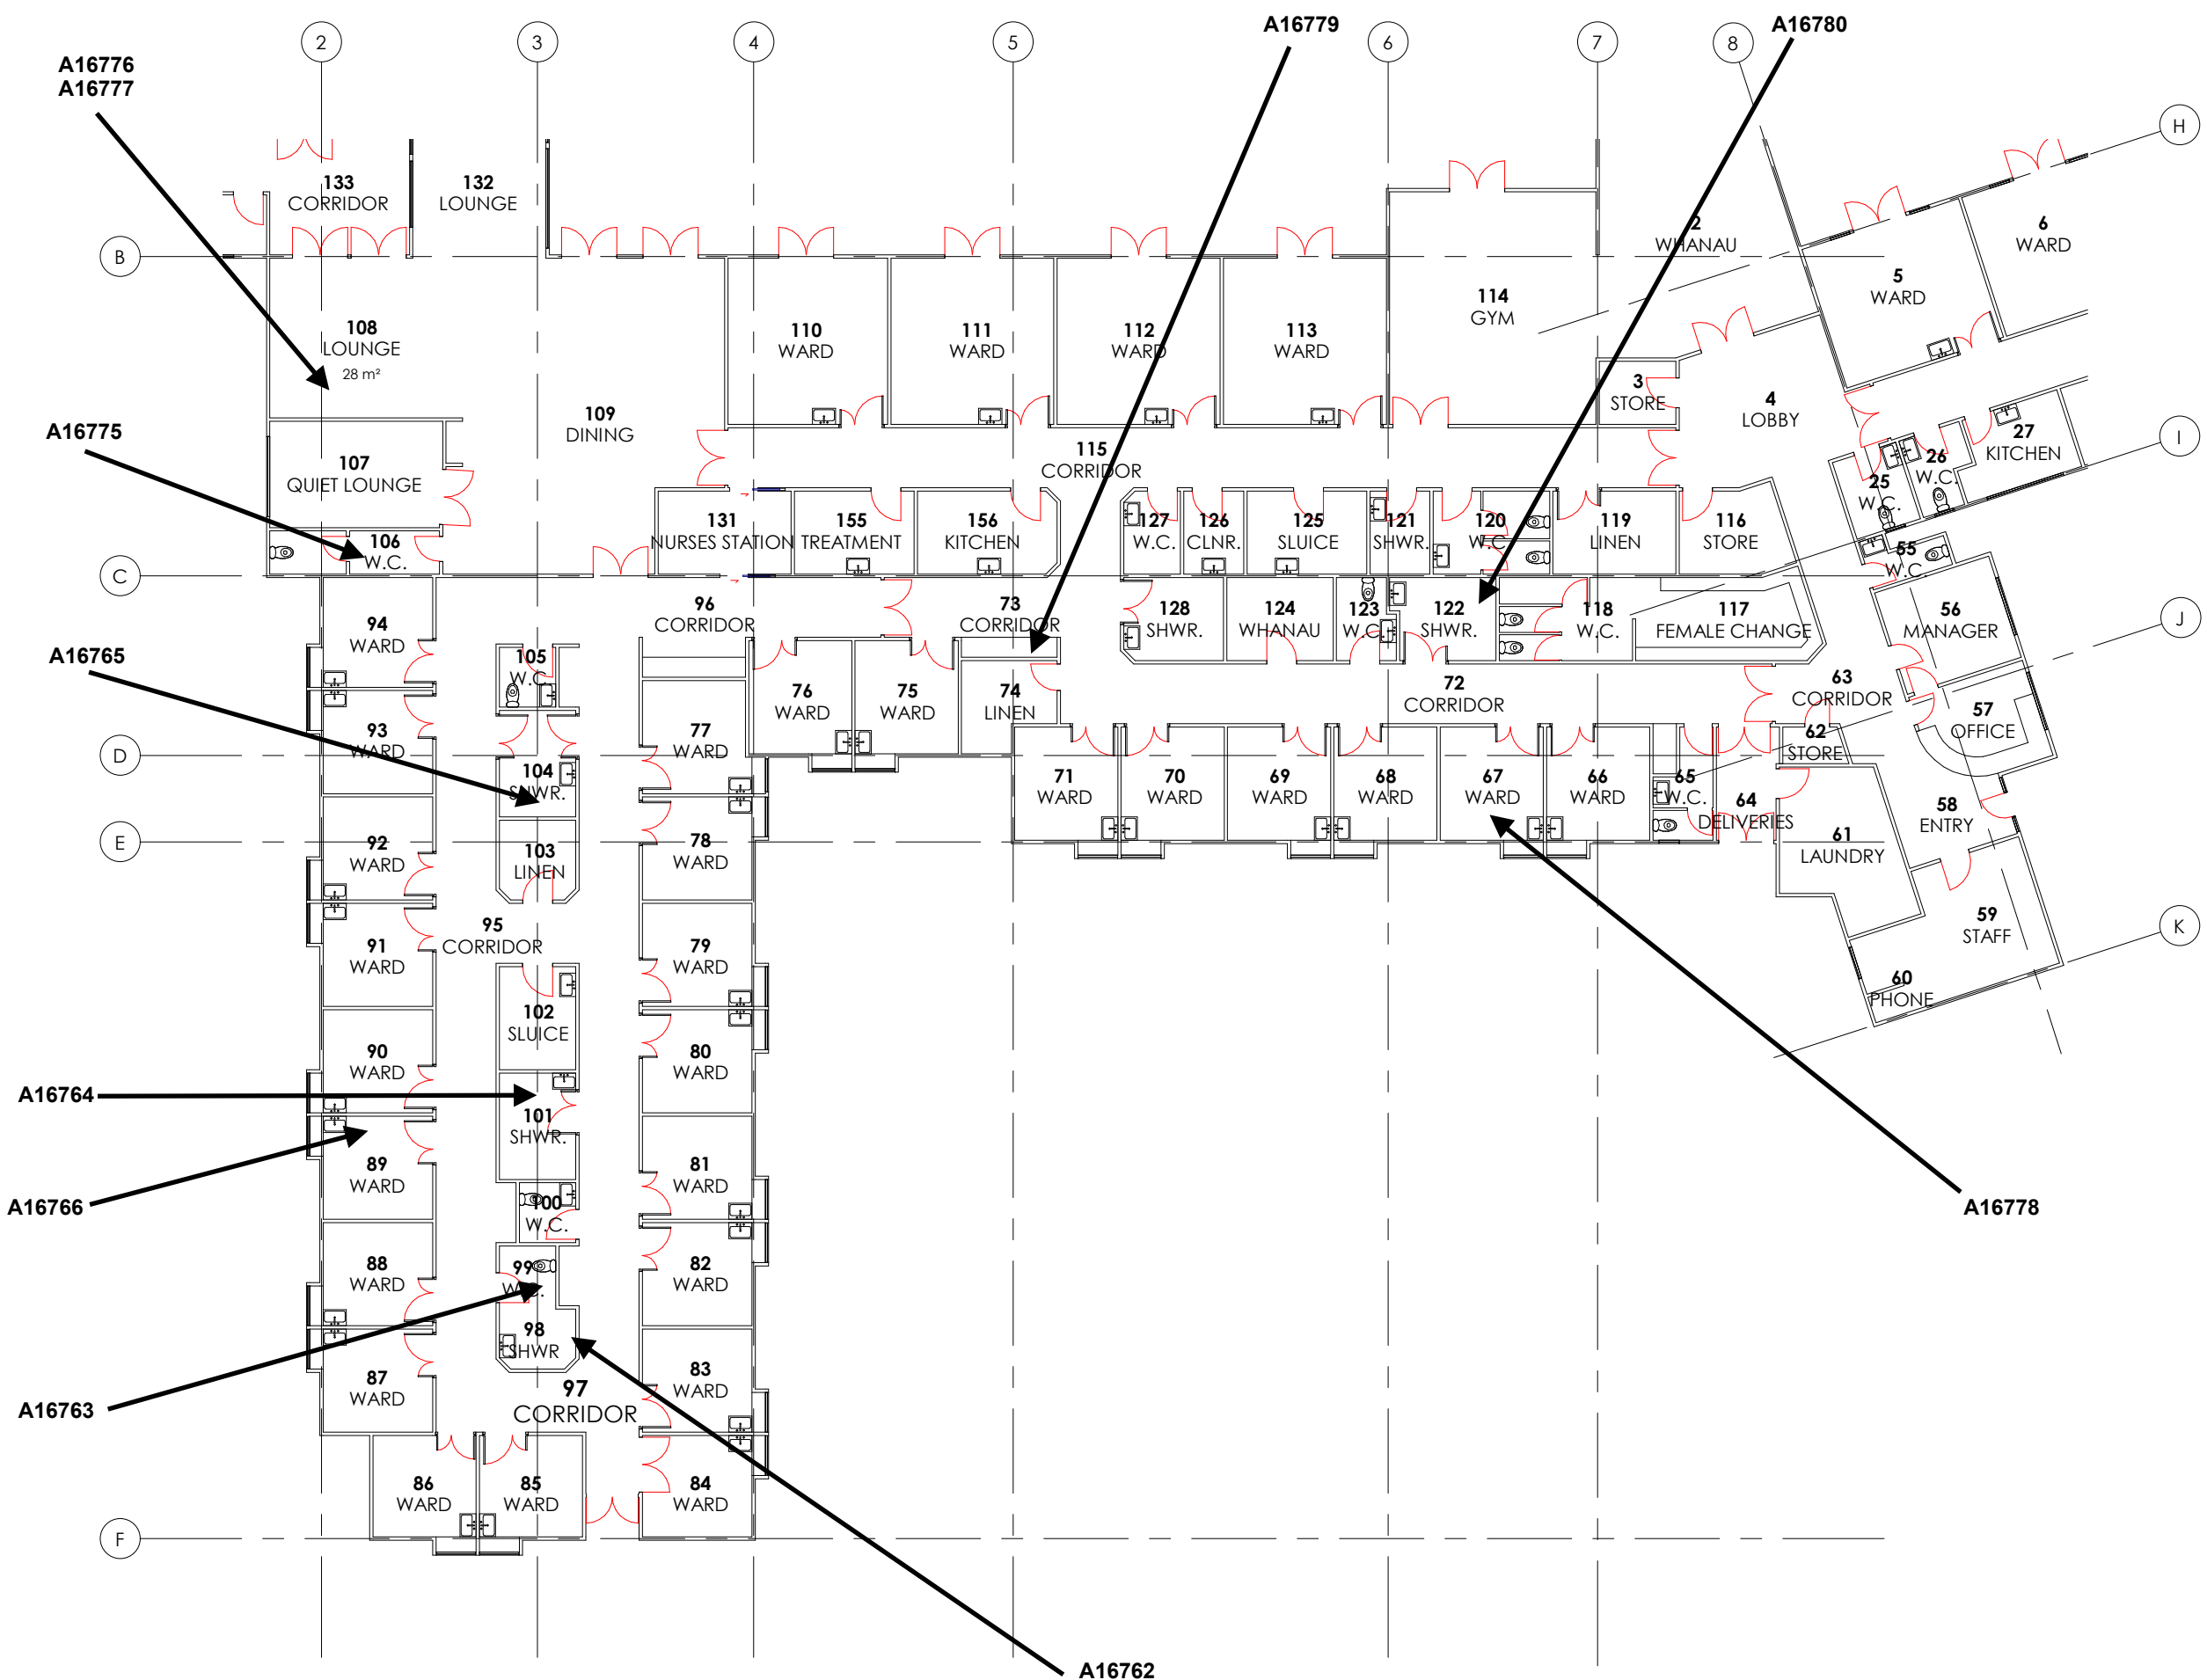 A16779
A16780
2
3
4
5
6
7
8
A16776
A16777
H
133
CORRIDOR
132
LOUNGE
2
WHANAU
6
WARD
B
5
WARD
108
LOUNGE
28 m²
110
WARD
111
WARD
112
WARD
113
WARD
114
GYM
3
STORE
4
LOBBY
A16775
109
DINING
107
QUIET LOUNGE
115
CORRIDOR
27
KITCHEN
I
26
W.C.
25
W.C.
106
W.C.
131
NURSES STATION
155
TREATMENT
156
KITCHEN
127
W.C.
126
CLNR.
125
SLUICE
121
SHWR.
120
W.C
119
LINEN
116
STORE
55
W.C.
C
94
WARD
96
CORRIDOR
73
CORRIDOR
128
SHWR.
124
WHANAU
123
W.C.
122
SHWR.
118
W.C.
117
FEMALE CHANGE
56
MANAGER
J
A16765
105
W.C.
76
WARD
75
WARD
74
LINEN
72
CORRIDOR
63
CORRIDOR
57
OFFICE
93
WARD
77
WARD
62
STORE
D
104
SHWR.
71
WARD
70
WARD
69
WARD
68
WARD
67
WARD
66
WARD
65
W.C.
64
DELIVERIES
58
ENTRY
E
92
WARD
103
LINEN
78
WARD
61
LAUNDRY
95
CORRIDOR
91
WARD
79
WARD
59
STAFF
K
60
PHONE
102
SLUICE
90
WARD
80
WARD
A16764
101
SHWR.
89
WARD
81
WARD
A16766
100
W.C.
A16778
88
WARD
99
W.C.
82
WARD
98
SHWR
87
WARD
83
WARD
A16763
97
CORRIDOR
86
WARD
85
WARD
84
WARD
F
A16762